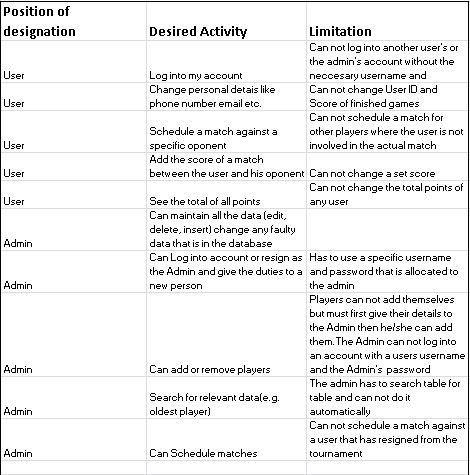 Position of designation | Desired Activity | Limitation
User | Log into my account | Can not log into another user's or the admin's account without the neccesary username and
User | Change personal detais like phone number email etc. | Can not change User ID and Score of finished games
User | Schedule a match against a specific opponent | Can not schedule a match for other players where the user is not involved in the actual match
User | Add the score of a match between the user and his oponent | Can not change a set score
User | See the total of all points | Can not change the total points of any user
Admin | Can maintain all the data (edit, delete, insert) change any faulty data that is in the database
Admin | Can Log into account or resign as the Admin and give the duties to a new person | Has to use a specific username and password that is allocated to the admin
Admin | Can add or remove players | Players can not add themselves but must first give their details to the Admin then he/she can add them. The Admin can not log into an account with a users username and the Admin's password
Admin | Search for relevant data(e.g. oldest player) | The admin has to search table for table and can not do it automatically
Admin | Can Schedule matches | Can not schedule a match against a user that has resigned from the tournament